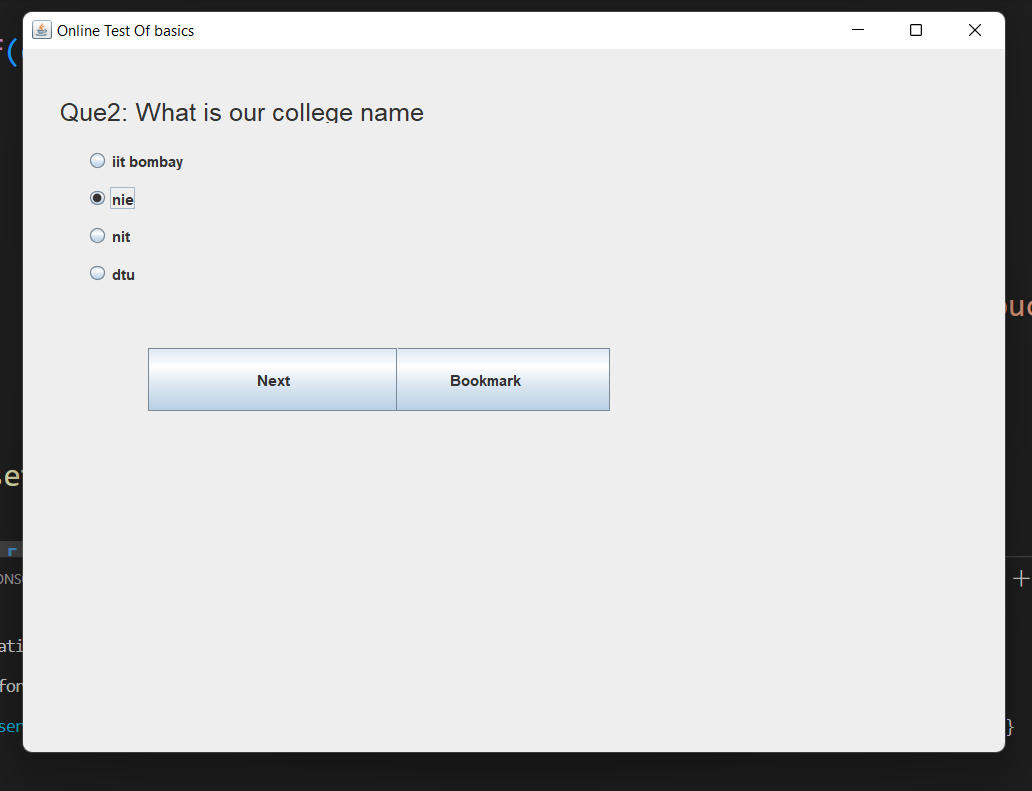 Online Test Of basics
Que2: What is our college name
iit bombay
nie
nit
dtu
Next
Bookmark